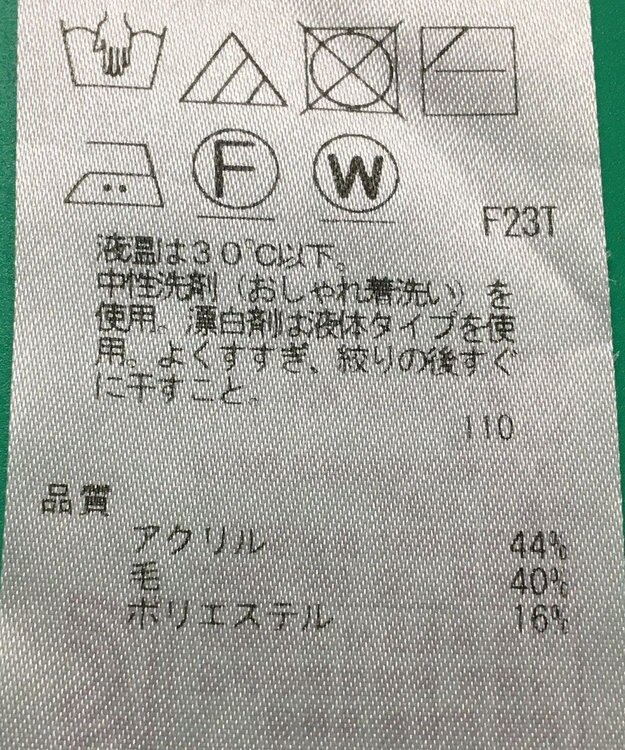 F
W
F23T
液温は30℃以下。
中性洗剤（おしゃれ着洗い）を
使用。漂白剤は液体タイプを使
用。よくすすぎ、絞りの後すぐ
に干すこと。
110
品質
アクリル 44%
毛 40%
ポリエステル 16%